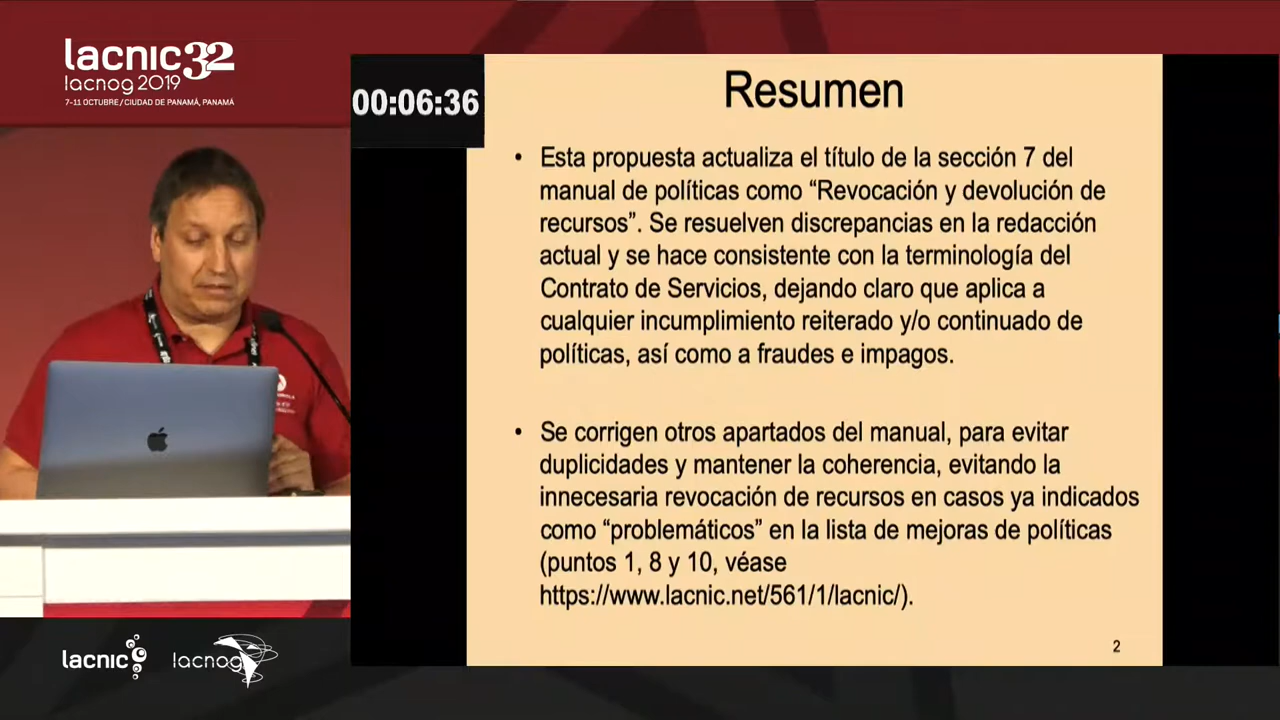 lacnic 32
lacnog 2019
7-11 OCTUBRE / CIUDAD DE PANAMÁ, PANAMÁ
00:06:36
Resumen
• Esta propuesta actualiza el título de la sección 7 del
manual de políticas como “Revocación y devolución de
recursos”. Se resuelven discrepancias en la redacción
actual y se hace consistente con la terminología del
Contrato de Servicios, dejando claro que aplica a
cualquier incumplimiento reiterado y/o continuado de
políticas, así como a fraudes e impagos.
• Se corrigen otros apartados del manual, para evitar
duplicidades y mantener la coherencia, evitando la
innecesaria revocación de recursos en casos ya indicados
como “problemáticos” en la lista de mejoras de políticas
(puntos 1, 8 y 10, véase
https://www.lacnic.net/561/1/lacnic/).
2
lacnic
lacnog